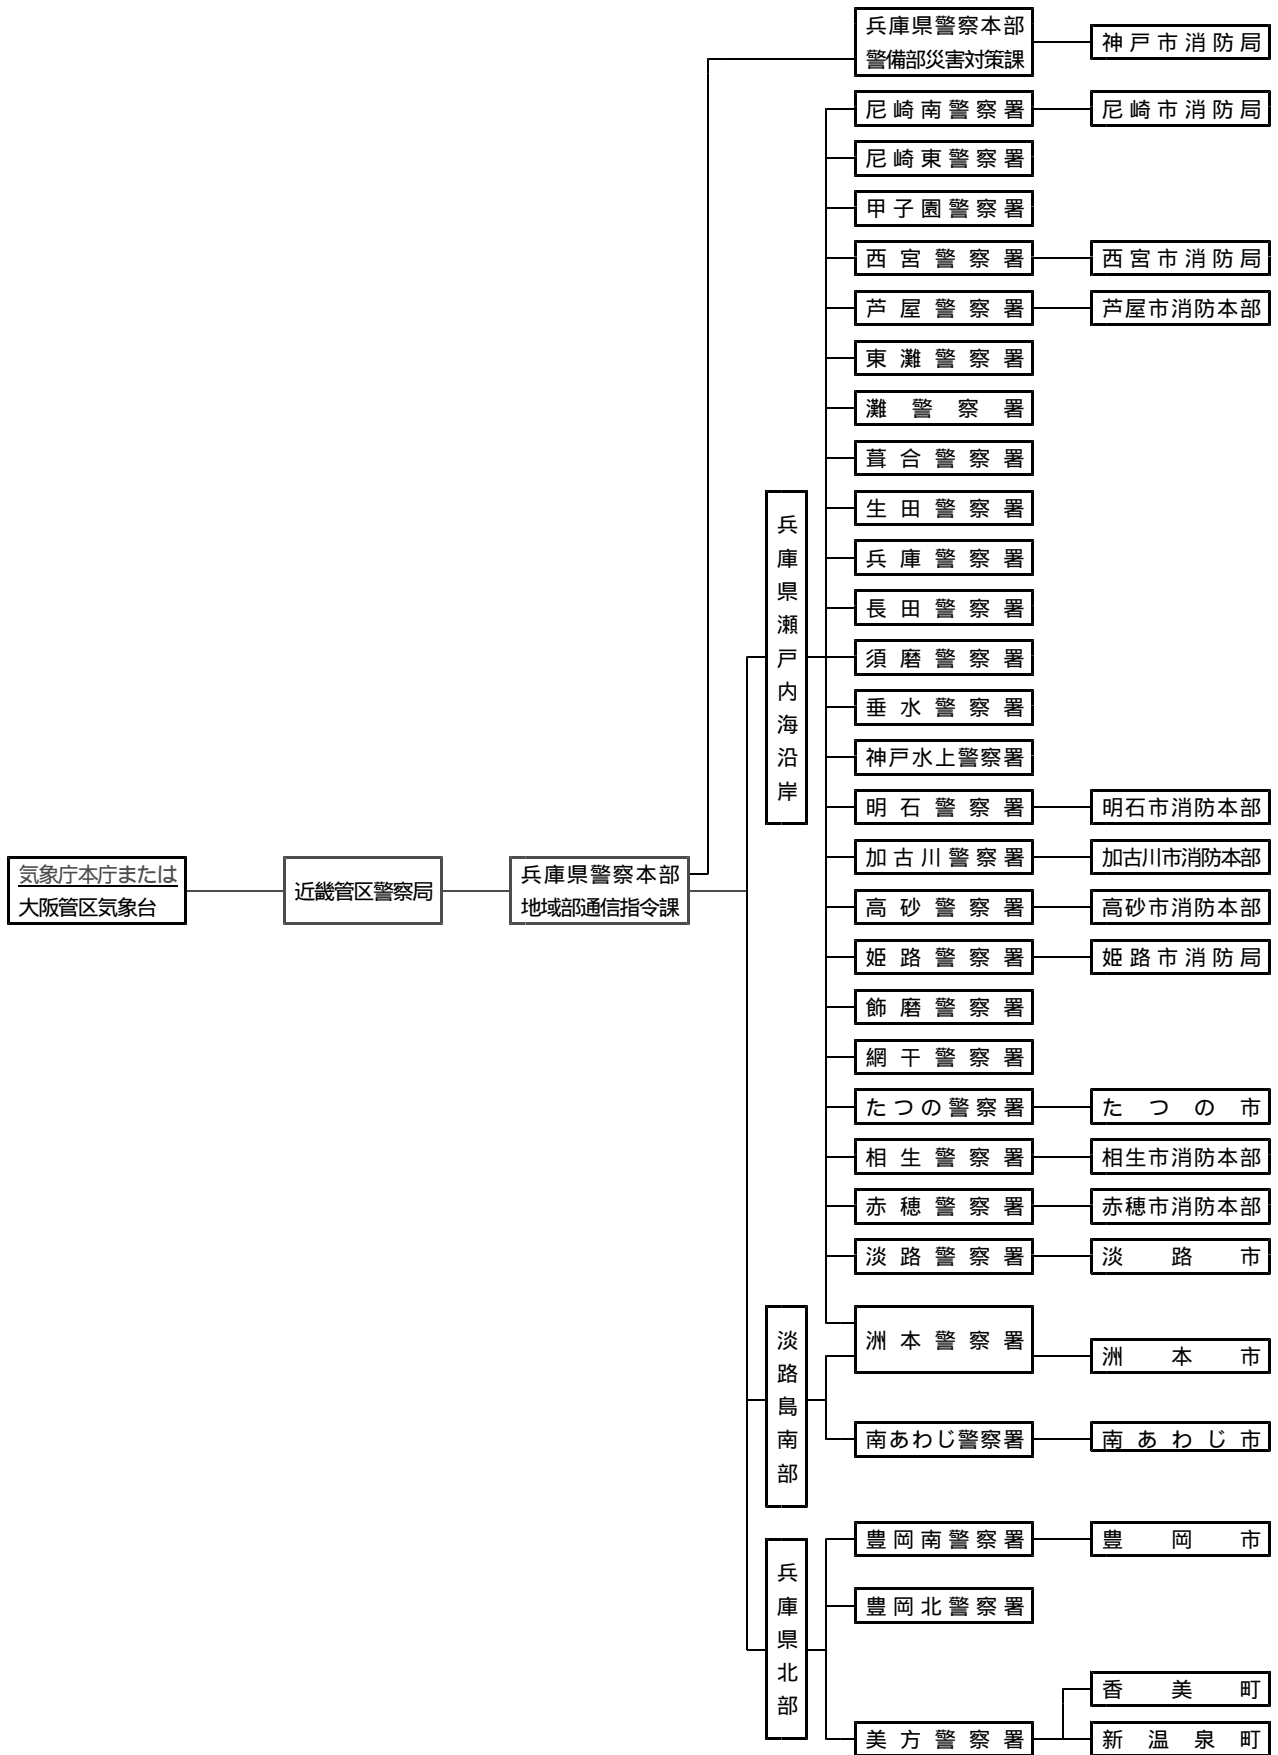 兵庫県警察本部
警備部災害対策課
神戸市消防局
尼崎南警察署
尼崎市消防局
尼崎東警察署
甲子園警察署
西宮警察署
西宮市消防局
芦屋警察署
芦屋市消防本部
東灘警察署
灘警察署
葺合警察署
生田警察署
兵庫県瀬戸内海沿岸
兵庫警察署
長田警察署
須磨警察署
垂水警察署
神戸水上警察署
明石警察署
明石市消防本部
加古川警察署
加古川市消防本部
気象庁本庁または
大阪管区気象台
近畿管区警察局
兵庫県警察本部
地域部通信指令課
高砂警察署
高砂市消防本部
姫路警察署
姫路市消防局
飾磨警察署
網干警察署
たつの警察署
たつの市
相生警察署
相生市消防本部
赤穂警察署
赤穂市消防本部
淡路警察署
淡路市
淡路島南部
洲本警察署
洲本市
南あわじ警察署
南あわじ市
豊岡南警察署
豊岡市
兵庫県北部
豊岡北警察署
香美町
美方警察署
新温泉町